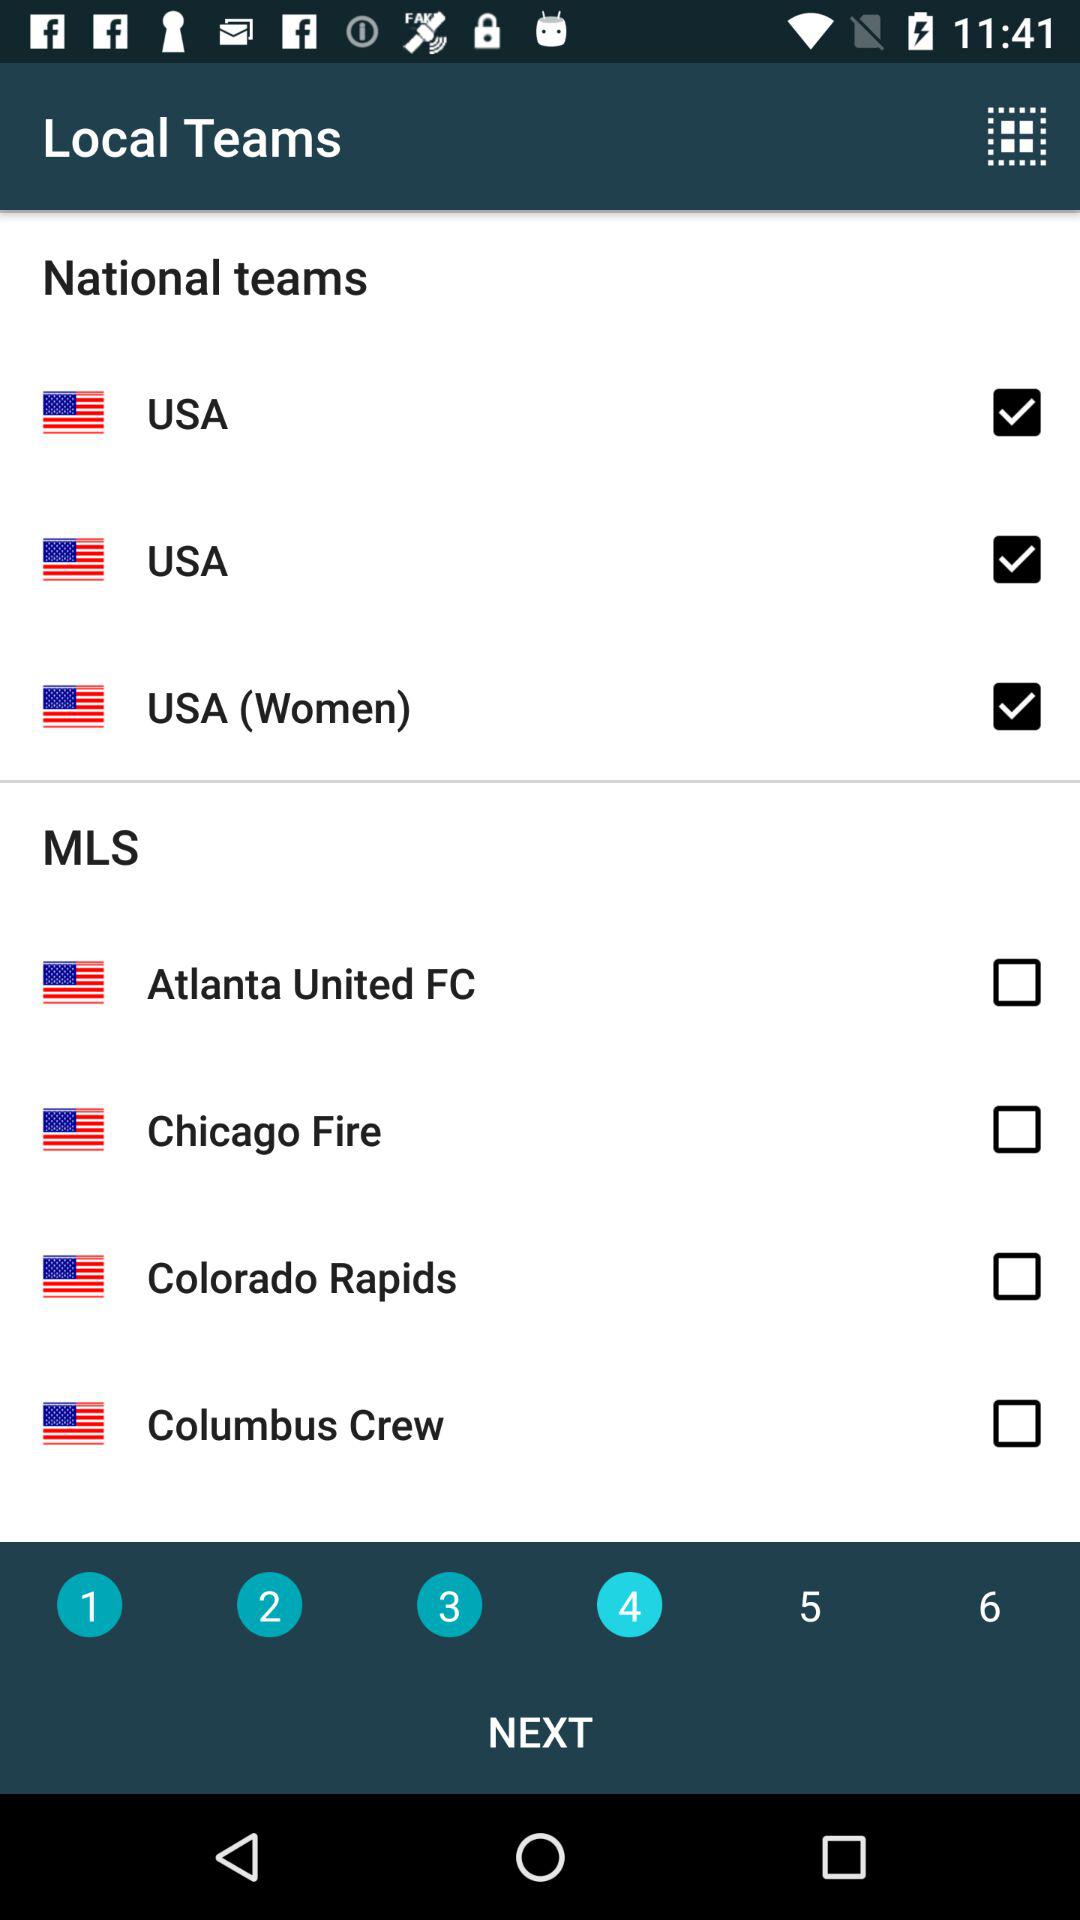 FAKE
11:41
Local Teams
National teams
USA
USA
USA (Women)
MLS
Atlanta United FC
Chicago Fire
Colorado Rapids
Columbus Crew
1 2 3 4 5 6
NEXT